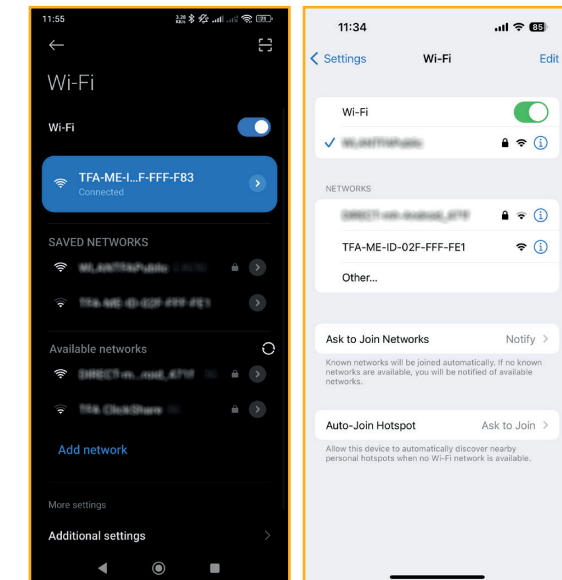 11:55
Wi-Fi
Wi-Fi
TFA-ME-I...F-FFF-F83
Connected
SAVED NETWORKS
Available networks
Add network
More settings
Additional settings
11:34
85
Settings
Wi-Fi
Edit
Wi-Fi
NETWORKS
TFA-ME-ID-02F-FFF-FE1
Other...
Ask to Join Networks
Notify
Known networks will be joined automatically. If no known
networks are available, you will be notified of available
networks.
Auto-Join Hotspot
Ask to Join
Allow this device to automatically discover nearby
personal hotspots when no Wi-Fi network is available.